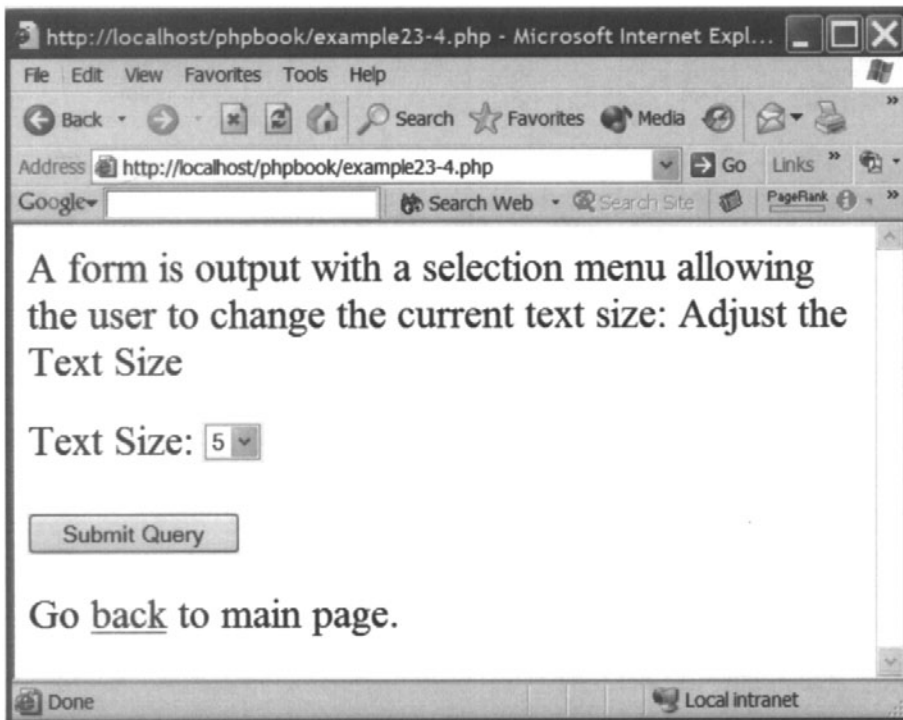 http://localhost/phpbook/example23-4.php - Microsoft Internet Expl...
File Edit View Favorites Tools Help
Back Search Favorites Media »
Address http://localhost/phpbook/example23-4.php Go Links »
Google Search Web Search Site PageRank »
A form is output with a selection menu allowing
the user to change the current text size: Adjust the
Text Size
Text Size: 5
Submit Query
Go back to main page.
Done Local intranet